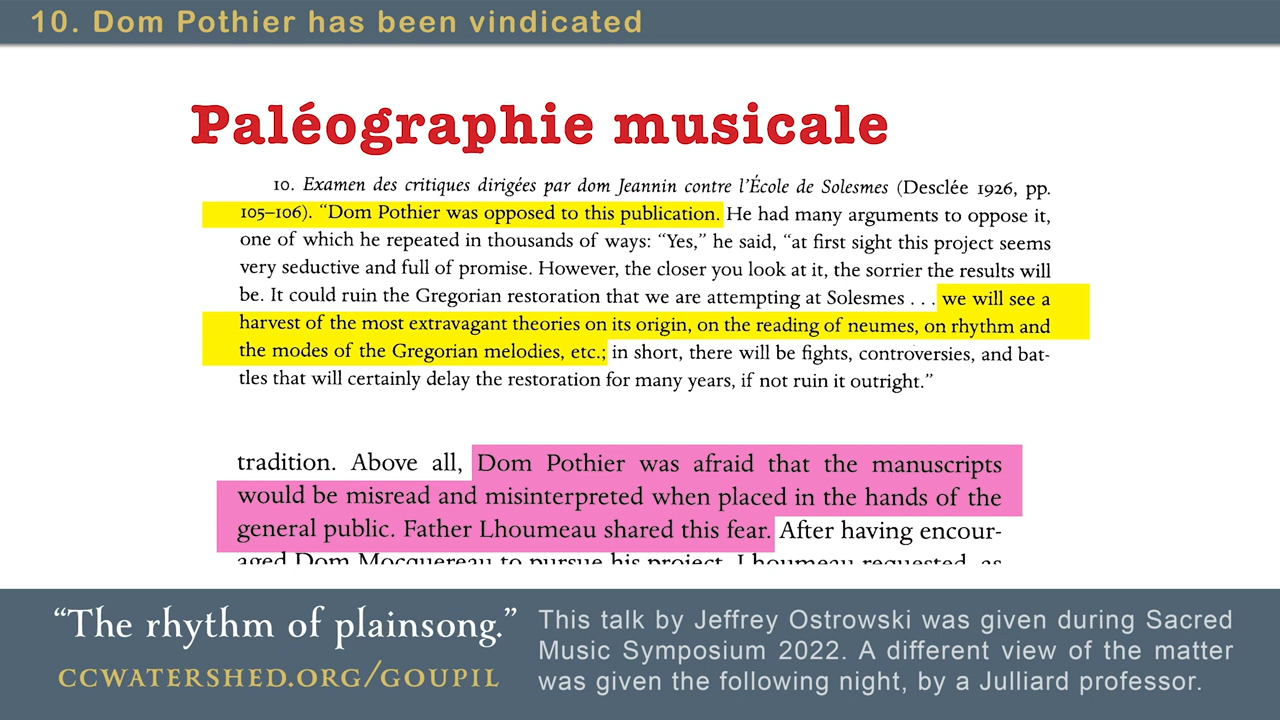 10. Dom Pothier has been vindicated
Paléographie musicale
10. Examen des critiques dirigées par dom Jeannin contre l'École de Solesmes (Desclée 1926, pp.
105–106). “Dom Pothier was opposed to this publication. He had many arguments to oppose it,
one of which he repeated in thousands of ways: “Yes,” he said, “at first sight this project seems
very seductive and full of promise. However, the closer you look at it, the sorrier the results will
be. It could ruin the Gregorian restoration that we are attempting at Solesmes . . . we will see a
harvest of the most extravagant theories on its origin, on the reading of neumes, on rhythm and
the modes of the Gregorian melodies, etc.; in short, there will be fights, controversies, and bat-
tles that will certainly delay the restoration for many years, if not ruin it outright.”
tradition. Above all, Dom Pothier was afraid that the manuscripts
would be misread and misinterpreted when placed in the hands of the
general public. Father Lhoumeau shared this fear. After having encour-
aged Dom Mocquereau to pursue his project, Lhoumeau requested, as
“The rhythm of plainsong.”
CCWATERSHED.ORG/GOUPIL
This talk by Jeffrey Ostrowski was given during Sacred
Music Symposium 2022. A different view of the matter
was given the following night, by a Julliard professor.